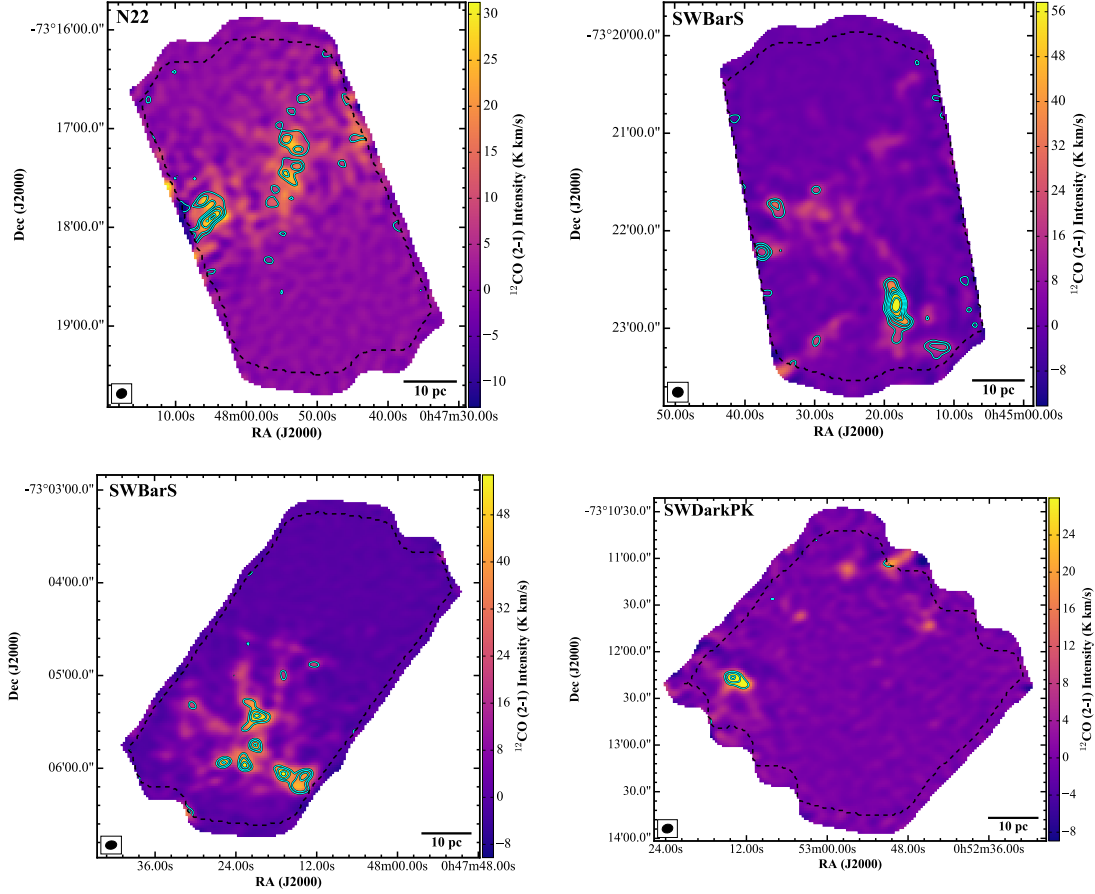 N22
Dec (J2000)
-73°16'00.0"
17'00.0"
18'00.0"
19'00.0"
10.00s 48m00.00s 50.00s 40.00s 0h47m30.00s
RA (J2000)
10 pc
30
25
20
15
10
5
0
−5
−10
12CO (2-1) Intensity (K km/s)
SWBarS
Dec (J2000)
-73°20'00.0"
21'00.0"
22'00.0"
23'00.0"
50.00s 40.00s 30.00s 20.00s 10.00s 0h45m00.00s
RA (J2000)
10 pc
56
48
40
32
24
16
8
0
−8
12CO (2-1) Intensity (K km/s)
SWBarS
Dec (J2000)
-73°03'00.0"
04'00.0"
05'00.0"
06'00.0"
36.00s 24.00s 12.00s 48m00.00s 0h47m48.00s
RA (J2000)
10 pc
48
40
32
24
16
8
0
−8
12CO (2-1) Intensity (K km/s)
SWDarkPK
Dec (J2000)
-73°10'30.0"
11'00.0"
30.0"
12'00.0"
30.0"
13'00.0"
30.0"
14'00.0"
24.00s 12.00s 53m00.00s 48.00s 0h52m36.00s
RA (J2000)
10 pc
24
20
16
12
8
4
0
−4
−8
12CO (2-1) Intensity (K km/s)